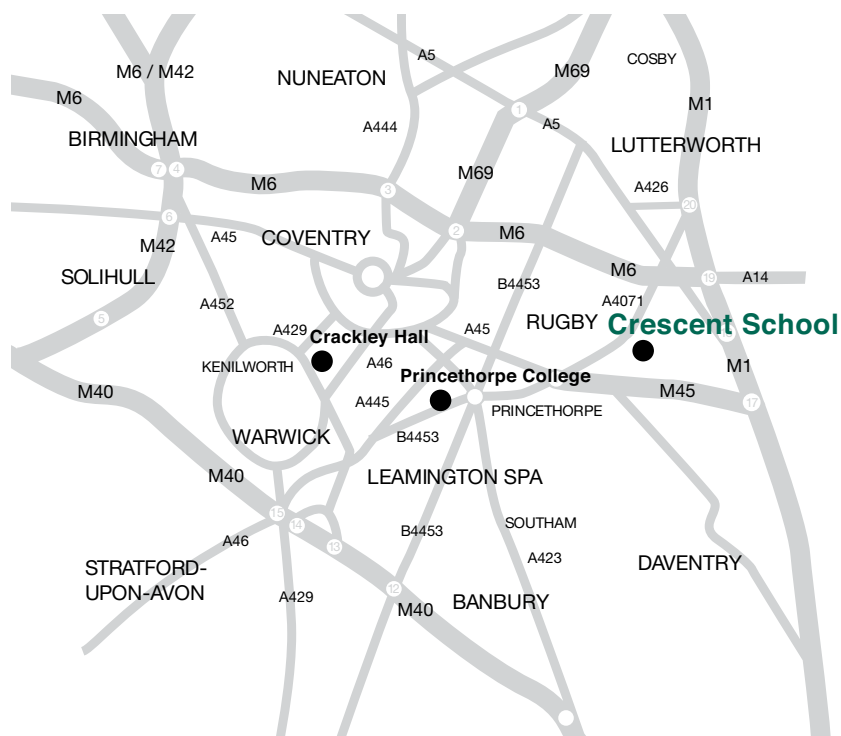 A5
COSBY
M6 / M42
M69
NUNEATON
M6
M1
1
A444
A5
BIRMINGHAM
LUTTERWORTH
7
4
M69
M6
3
A426
20
6
2
M6
A45
COVENTRY
M42
SOLIHULL
M6
19
A14
B4453
A452
A4071
5
A429
A45
RUGBY
Crescent School
Crackley Hall
KENILWORTH
A46
M1
Princethorpe College
M40
M45
A445
17
PRINCETHORPE
WARWICK
B4453
M40
LEAMINGTON SPA
15
14
SOUTHAM
B4453
A46
13
A423
STRATFORD-
UPON-AVON
DAVENTRY
12
A429
M40
BANBURY